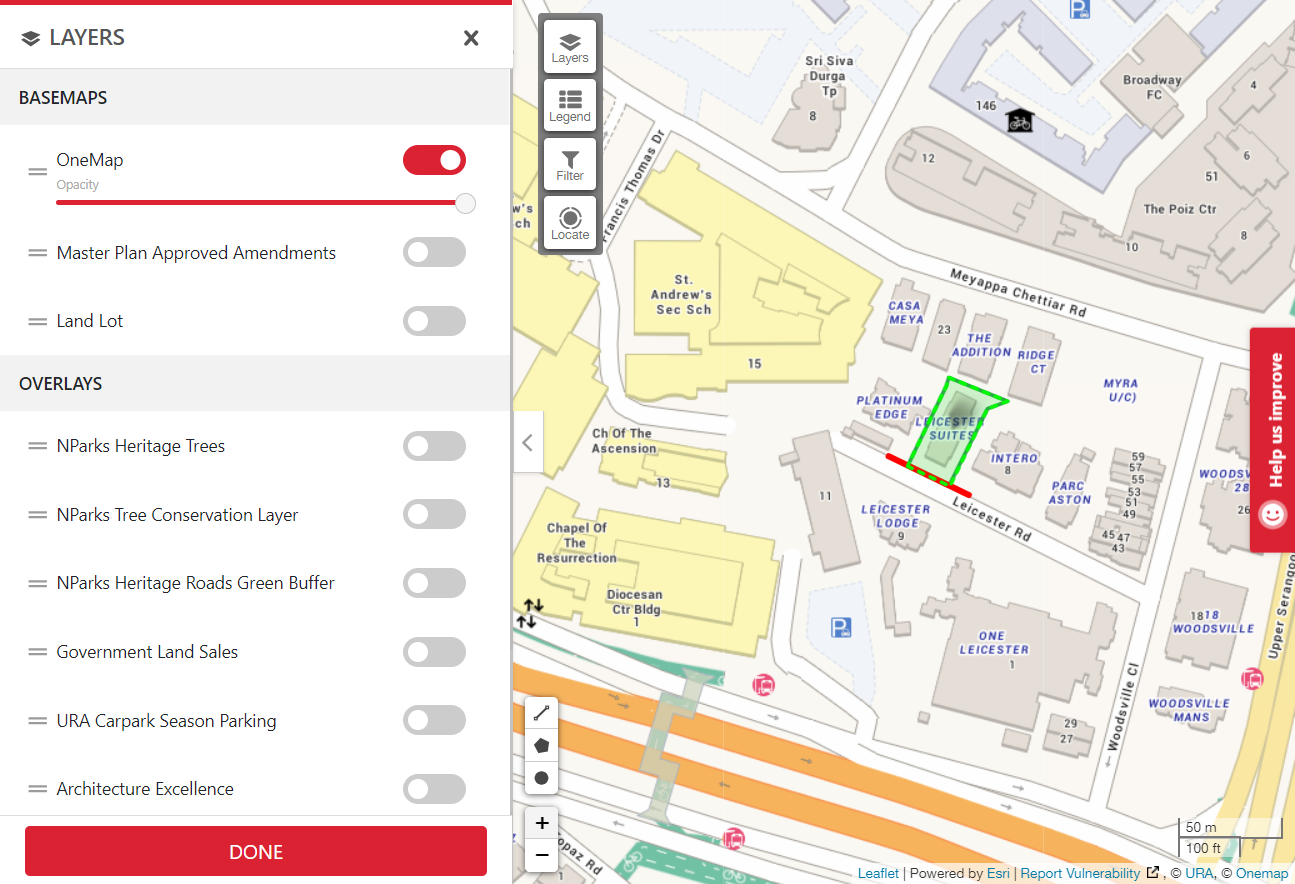 LAYERS
BASEMAPS
OneMap
Opacity
Master Plan Approved Amendments
Land Lot
OVERLAYS
NParks Heritage Trees
NParks Tree Conservation Layer
NParks Heritage Roads Green Buffer
Government Land Sales
URA Carpark Season Parking
Architecture Excellence
DONE
Layers
Legend
Filter
Locate
w's
ch
Francis Thomas Dr
Sri Siva
Durga
Tp
8
P
146
Broadway
FC
4
6
51
12
The Poiz Ctr
10
8
Meyappa Chettiar Rd
St.
Andrew's
Sec Sch
15
CASA
MEYA
23
THE
ADDITION
RIDGE
CT
MYRA
U/C)
PLATINUM
EDGE
LEICESTER
SUITES
INTERO
8
PARC
ASTON
59
57
55
53
51
49
45 47
43
WOODSV
28
26
Help us improve
Ch Of The
Ascension
13
11
LEICESTER
LODGE
9
Leicester Rd
Chapel Of
The
Resurrection
Diocesan
Ctr Bldg
1
P
ONE
LEICESTER
1
1818
WOODSVILLE
Upper Serangoo
WOODSVILLE
MANS
Woodsville Cl
29
27
opaz Rd
1
+
−
50 m
100 ft
Leaflet | Powered by Esri | Report Vulnerability , © URA, © Onemap